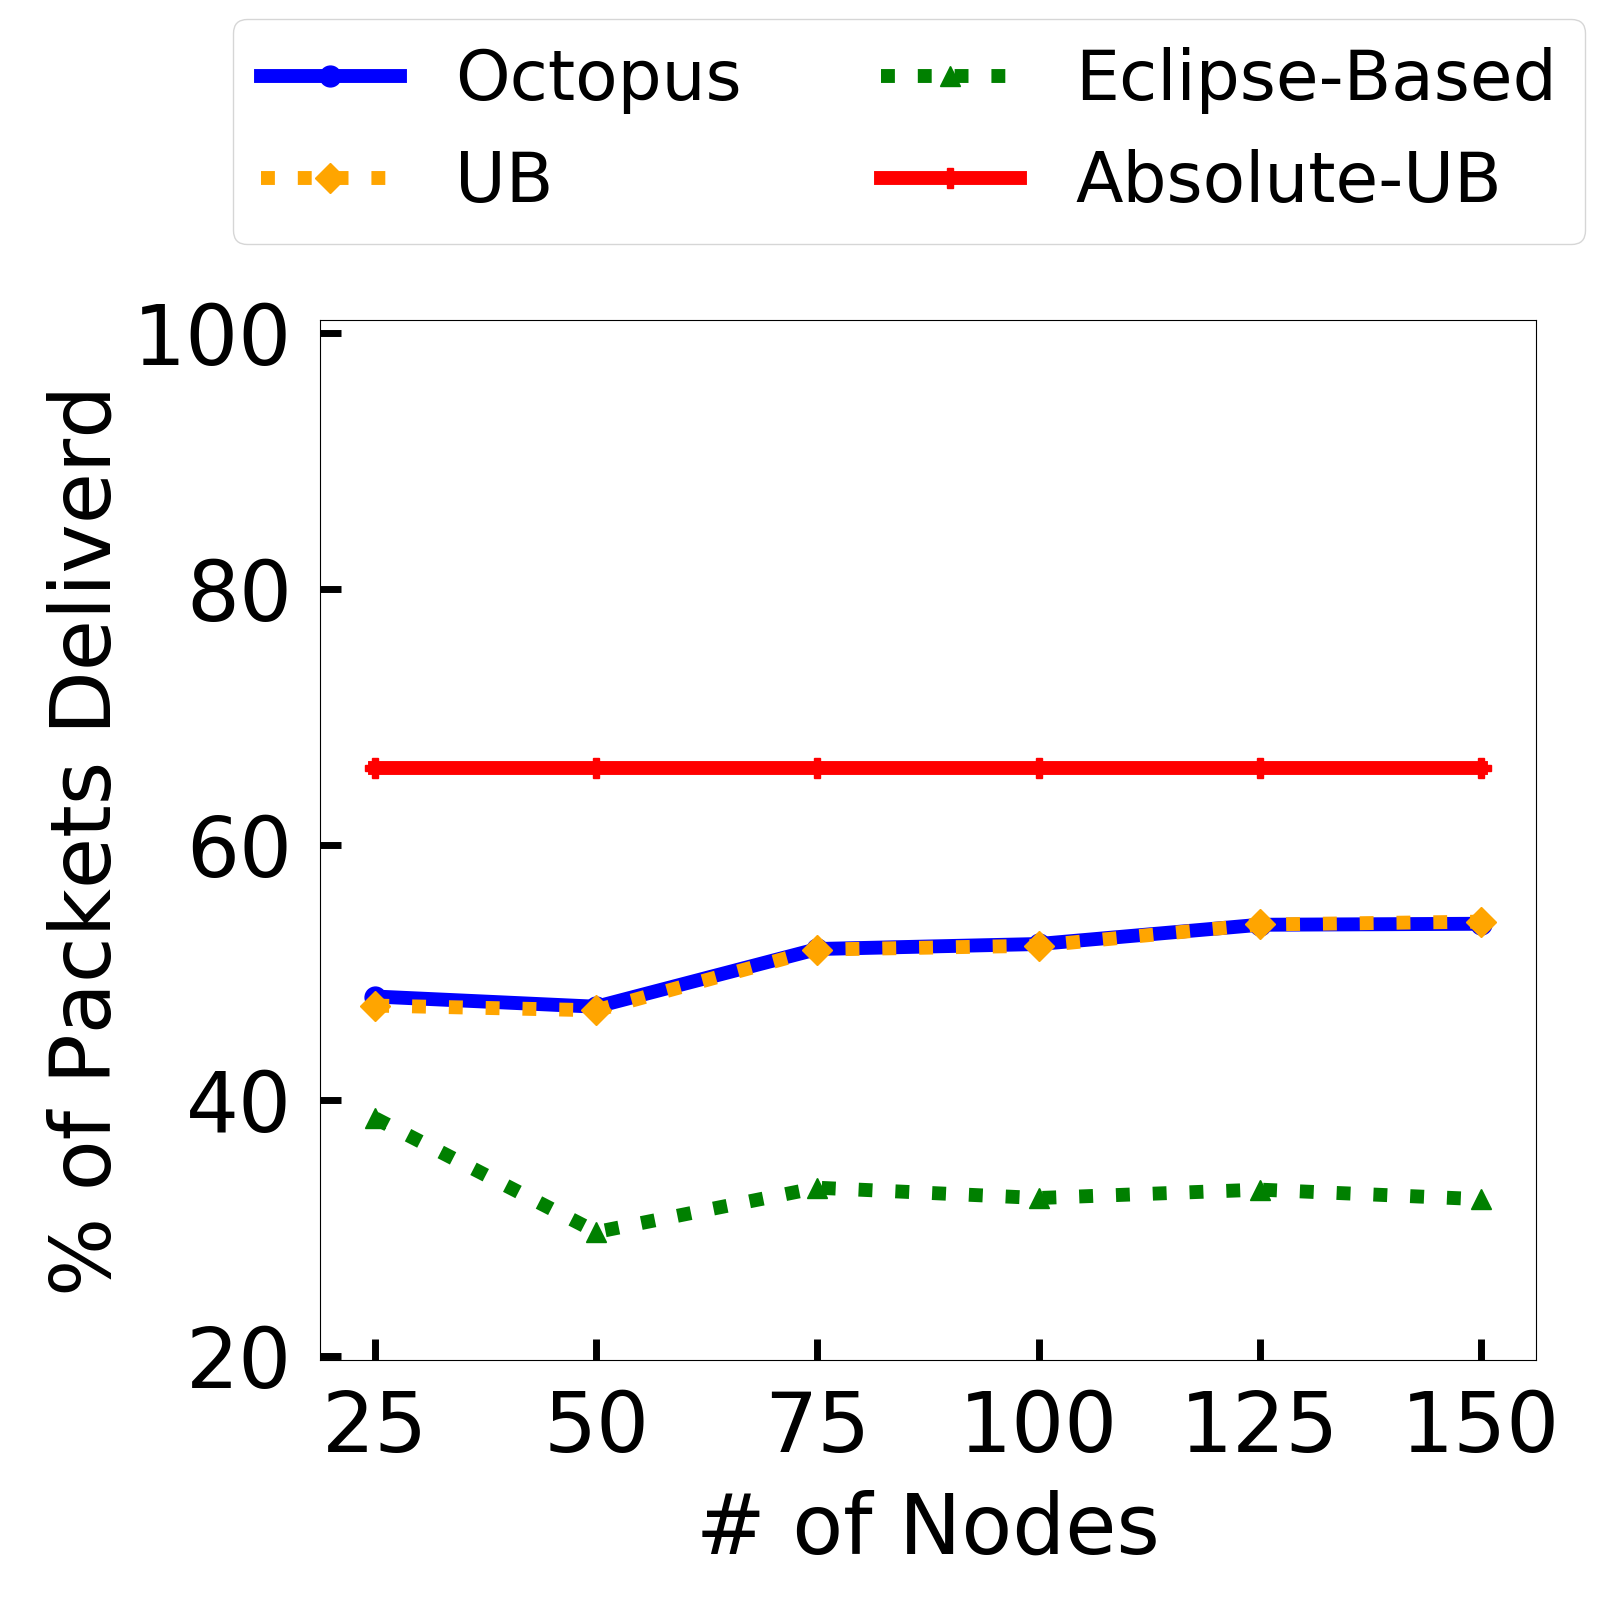 Octopus
UB
Eclipse-Based
Absolute-UB
% of Packets Deliverd
100
80
60
40
20
25 50 75 100 125 150
# of Nodes